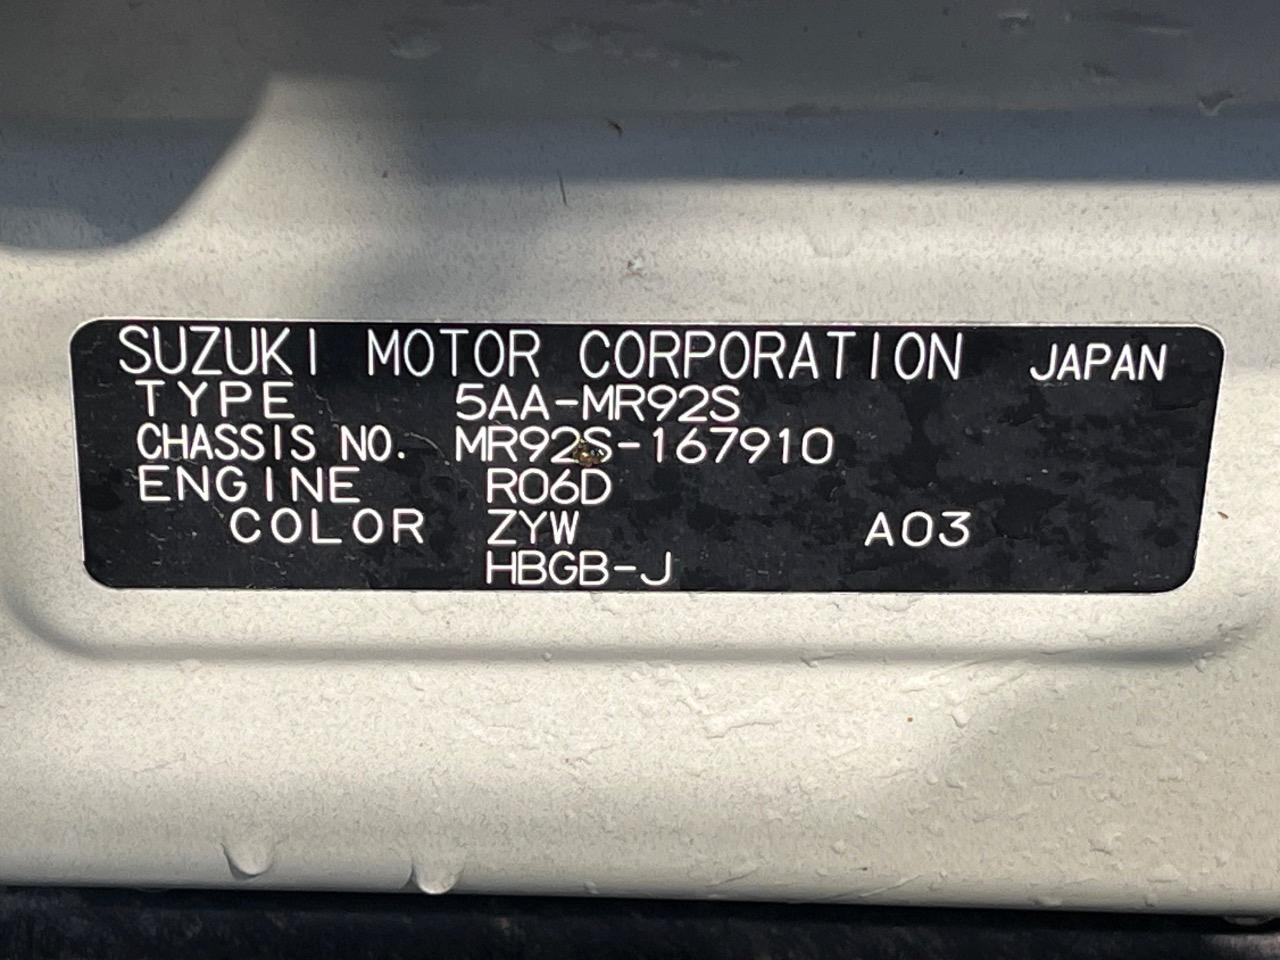 SUZUKI MOTOR CORPORATION JAPAN
TYPE 5AA-MR92S
CHASSIS NO. MR92S-167910
ENGINE R06D
COLOR ZYW A03
HBGB-J